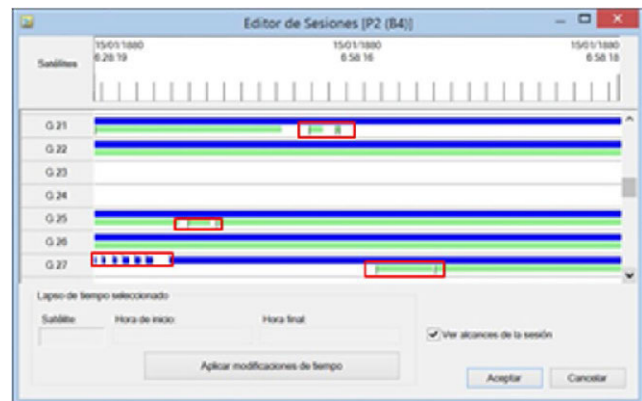 Editor de Sesiones [P2 (B4)]
Satélites
15/01/1880 15/01/1880 15/01/1880
6:28:19 6:58:16 6:58:18
G 21
G 22
G 23
G 24
G 25
G 26
G 27
Lapso de tiempo seleccionado
Satélite: Hora de inicio: Hora final:
Ver alcances de la sesión
Aplicar modificaciones de tiempo
Aceptar Cancelar